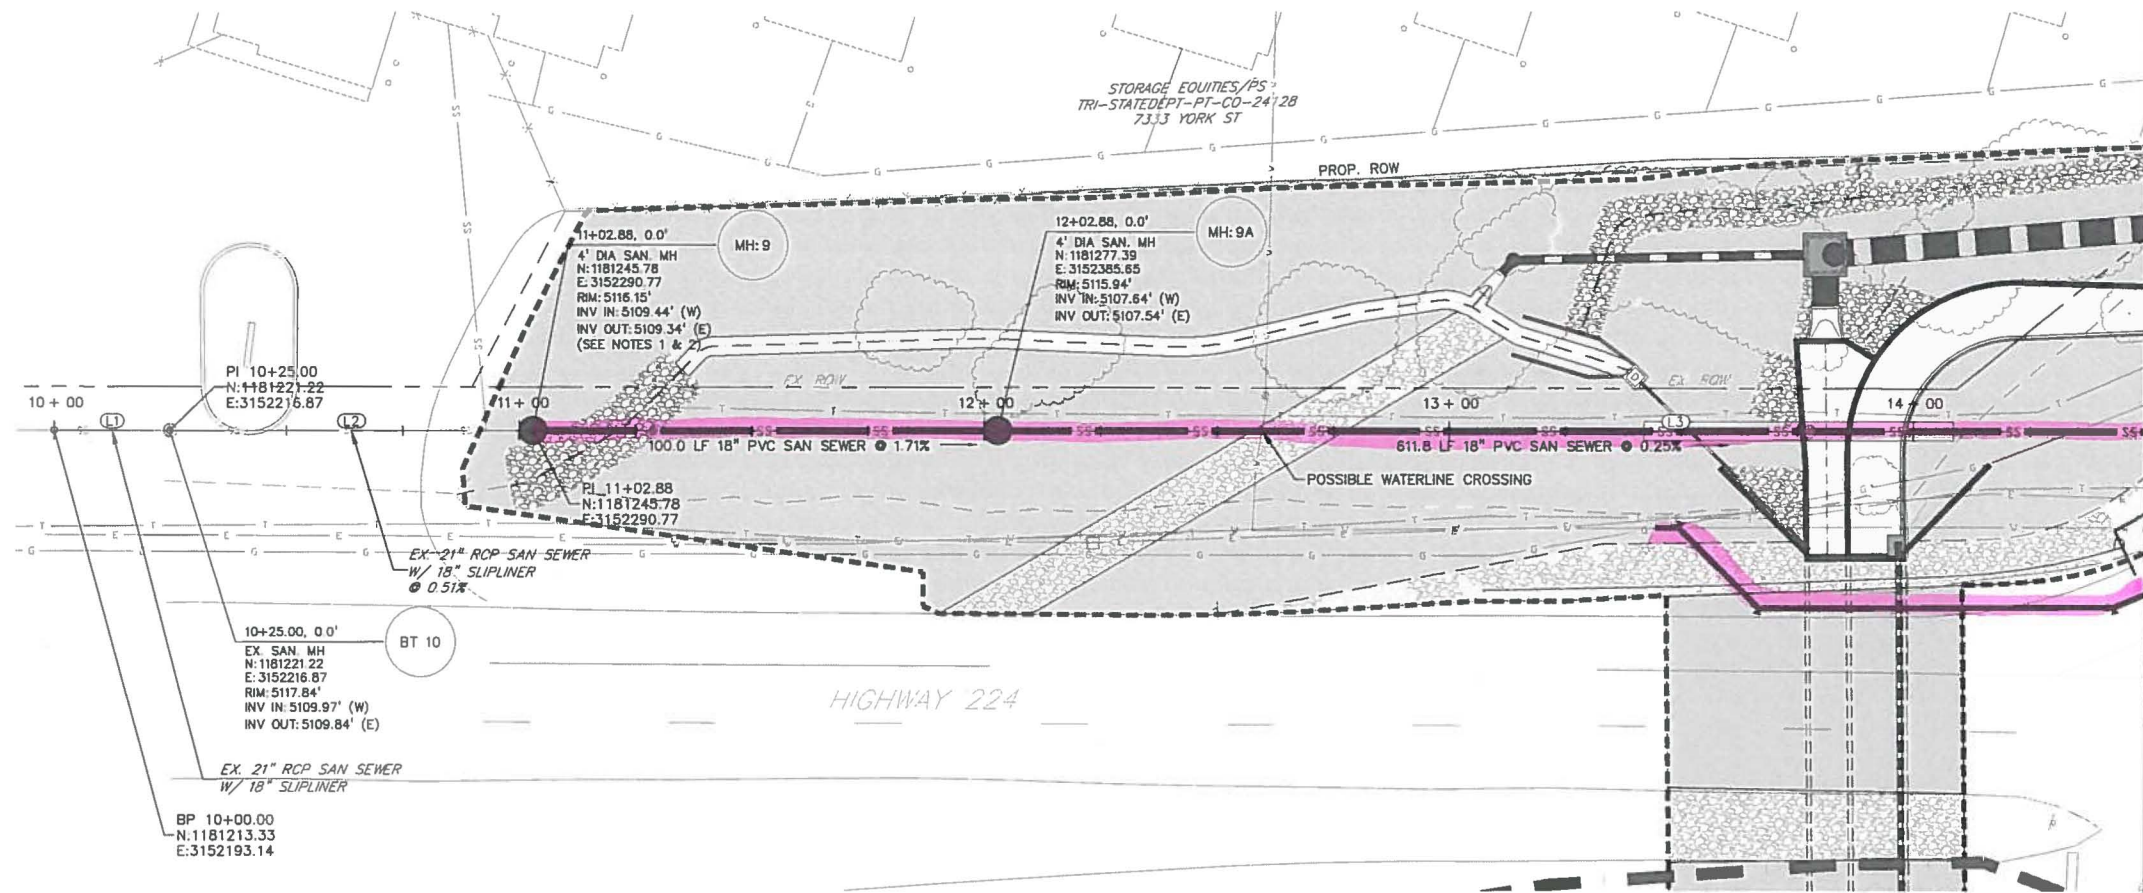 STORAGE EQUITIES/PS
TRI-STATEDEPT-PT-CO-24128
7333 YORK ST
PROP. ROW
11+02.88, 0.0'
4' DIA SAN. MH
N:1181245.78
E:3152290.77
RIM:5116.15'
INV IN:5109.44' (W)
INV OUT:5109.34' (E)
(SEE NOTES 1 & 2)
MH:9
12+02.88, 0.0'
4' DIA SAN. MH
N:1181277.39
E:3152385.65
RIM:5115.94'
INV IN:5107.64' (W)
INV OUT:5107.54' (E)
MH:9A
PI 10+25.00
N:1181221.22
E:3152216.87
EX ROW
EX. ROW
10 + 00
11 + 00
12 + 00
13 + 00
14 + 00
L1
L2
L3
100.0 LF 18" PVC SAN SEWER @ 1.71%
611.8 LF 18" PVC SAN SEWER @ 0.25%
POSSIBLE WATERLINE CROSSING
PI 11+02.88
N:1181245.78
E:3152290.77
EX. 21" RCP SAN SEWER
W/ 18" SLIPLINER
@ 0.51%
10+25.00, 0.0'
EX. SAN. MH
N:1181221.22
E:3152216.87
RIM:5117.84'
INV IN:5109.97' (W)
INV OUT:5109.84' (E)
BT 10
HIGHWAY 224
EX. 21" RCP SAN SEWER
W/ 18" SLIPLINER
BP 10+00.00
N:1181213.33
E:3152193.14